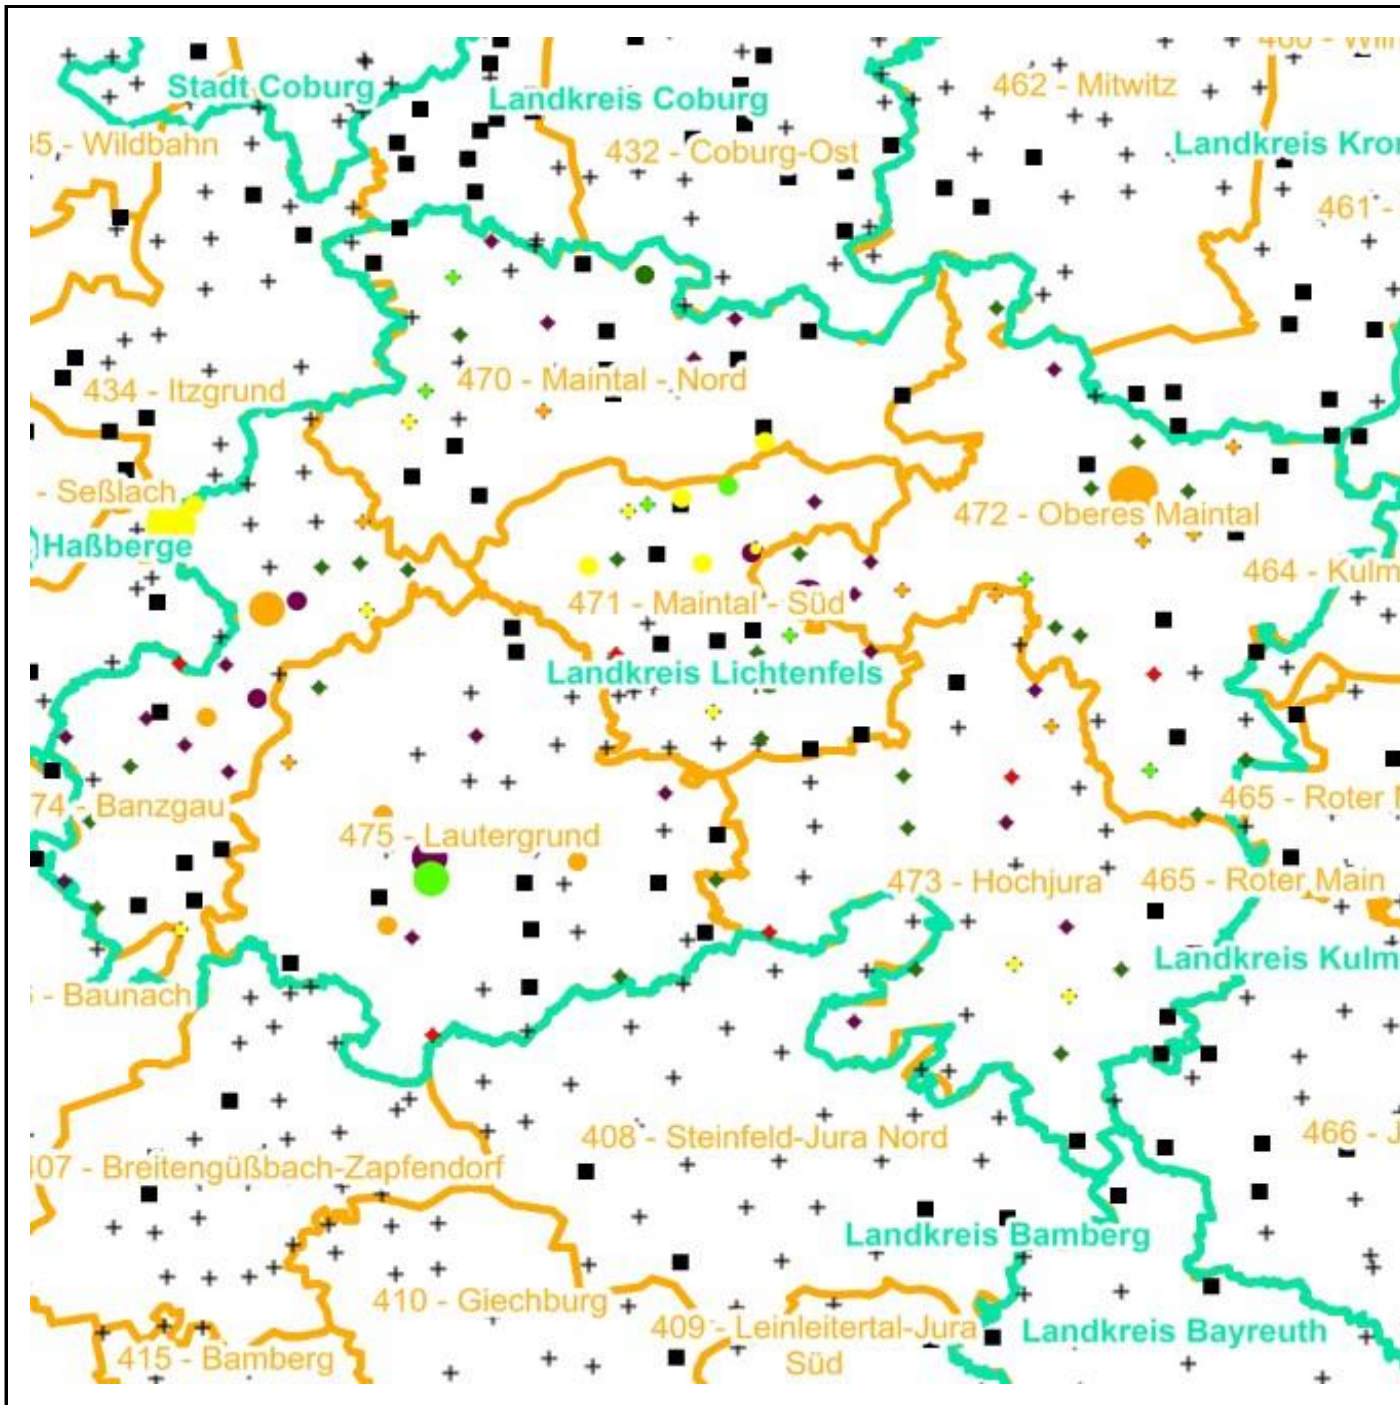 462 - Mitwitz
Stadt Coburg
Landkreis Coburg
35 - Wildbahn
432 - Coburg-Ost
Landkreis Kro
461 -
434 - Itzgrund
470 - Maintal - Nord
- Seßlach
472 - Oberes Maintal
Haßberge
464 - Kulm
471 - Maintal - Süd
Landkreis Lichtenfels
74 - Banzgau
465 - Roter
475 - Lautergrund
473 - Hochjura
465 - Roter Main
Landkreis Kulm
- Baunach
408 - Steinfeld-Jura Nord
466 -
407 - Breitengüßbach-Zapfendorf
Landkreis Bamberg
410 - Giechburg
409 - Leinleitertal-Jura
Süd
Landkreis Bayreuth
415 - Bamberg